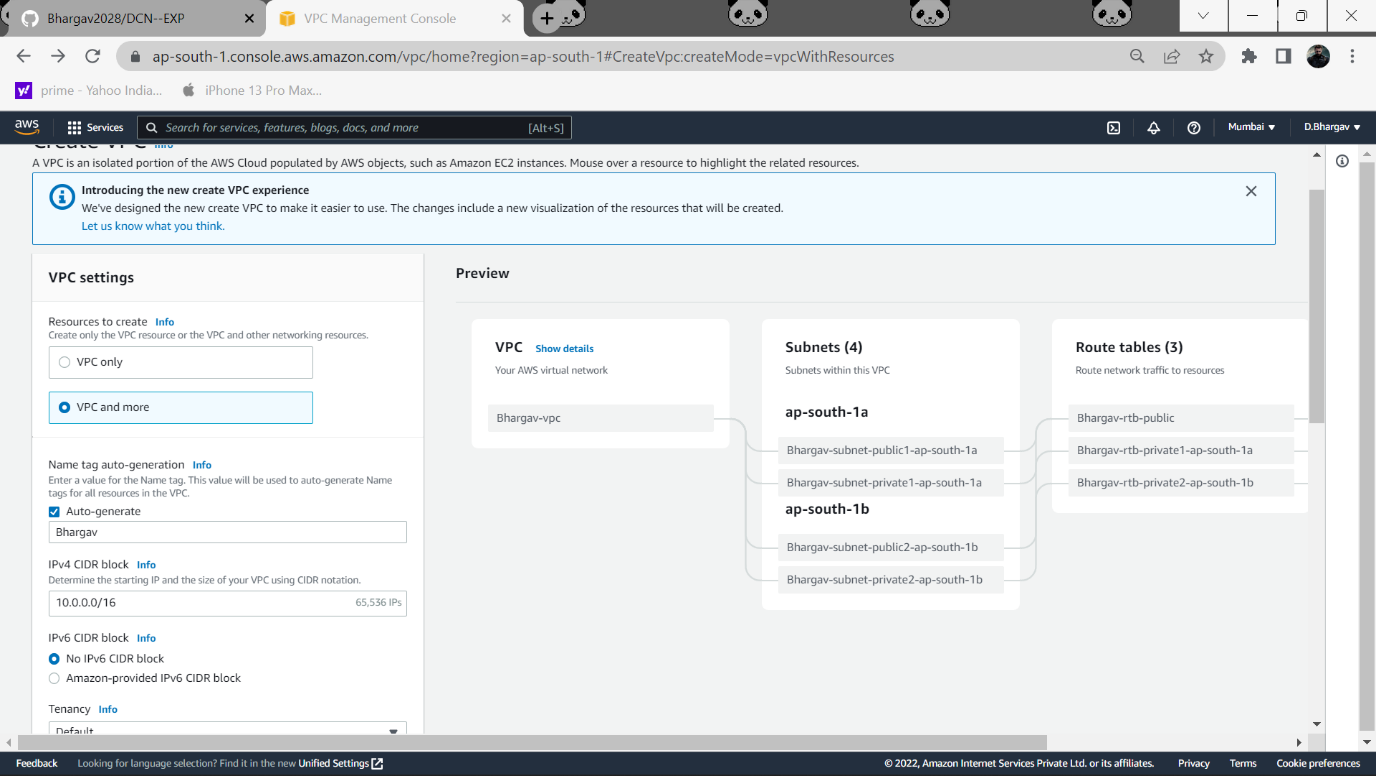 Bhargav2028/DCN--EXP
VPC Management Console
ap-south-1.console.aws.amazon.com/vpc/home?region=ap-south-1#CreateVpc:createMode=vpcWithResources
prime - Yahoo India...
iPhone 13 Pro Max...
aws
Services
Search for services, features, blogs, docs, and more
[Alt+S]
Mumbai
D.Bhargav
Create VPC Info
A VPC is an isolated portion of the AWS Cloud populated by AWS objects, such as Amazon EC2 instances. Mouse over a resource to highlight the related resources.
Introducing the new create VPC experience
We've designed the new create VPC to make it easier to use. The changes include a new visualization of the resources that will be created.
Let us know what you think.
VPC settings
Resources to create Info
Create only the VPC resource or the VPC and other networking resources.
VPC only
VPC and more
Name tag auto-generation Info
Enter a value for the Name tag. This value will be used to auto-generate Name
tags for all resources in the VPC.
Auto-generate
Bhargav
IPv4 CIDR block Info
Determine the starting IP and the size of your VPC using CIDR notation.
10.0.0.0/16
65,536 IPs
IPv6 CIDR block Info
No IPv6 CIDR block
Amazon-provided IPv6 CIDR block
Tenancy Info
Default
Preview
VPC Show details
Your AWS virtual network
Bhargav-vpc
Subnets (4)
Subnets within this VPC
ap-south-1a
Bhargav-subnet-public1-ap-south-1a
Bhargav-subnet-private1-ap-south-1a
ap-south-1b
Bhargav-subnet-public2-ap-south-1b
Bhargav-subnet-private2-ap-south-1b
Route tables (3)
Route network traffic to resources
Bhargav-rtb-public
Bhargav-rtb-private1-ap-south-1a
Bhargav-rtb-private2-ap-south-1b
Feedback
Looking for language selection? Find it in the new Unified Settings
© 2022, Amazon Internet Services Private Ltd. or its affiliates.
Privacy
Terms
Cookie preferences